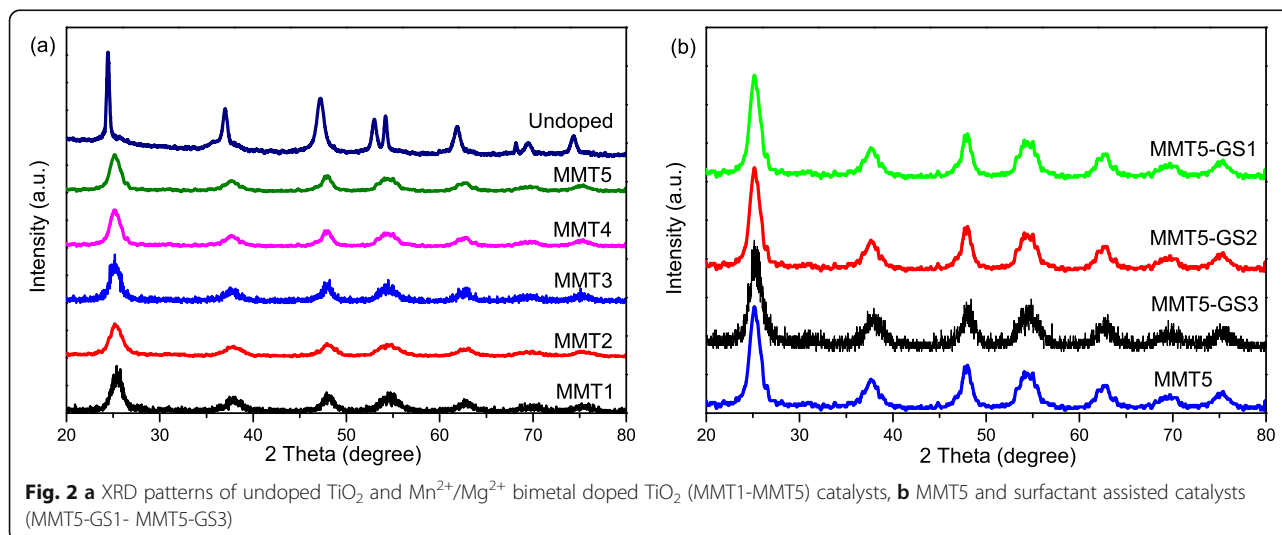 (a)
Intensity (a.u.)
Undoped
MMT5
MMT4
MMT3
MMT2
MMT1
20 30 40 50 60 70 80
2 Theta (degree)
(b)
Intensity (a.u.)
MMT5-GS1
MMT5-GS2
MMT5-GS3
MMT5
20 30 40 50 60 70 80
2 Theta (degree)
Fig. 2 a XRD patterns of undoped TiO₂ and Mn²⁺/Mg²⁺ bimetal doped TiO₂ (MMT1-MMT5) catalysts, b MMT5 and surfactant assisted catalysts
(MMT5-GS1- MMT5-GS3)